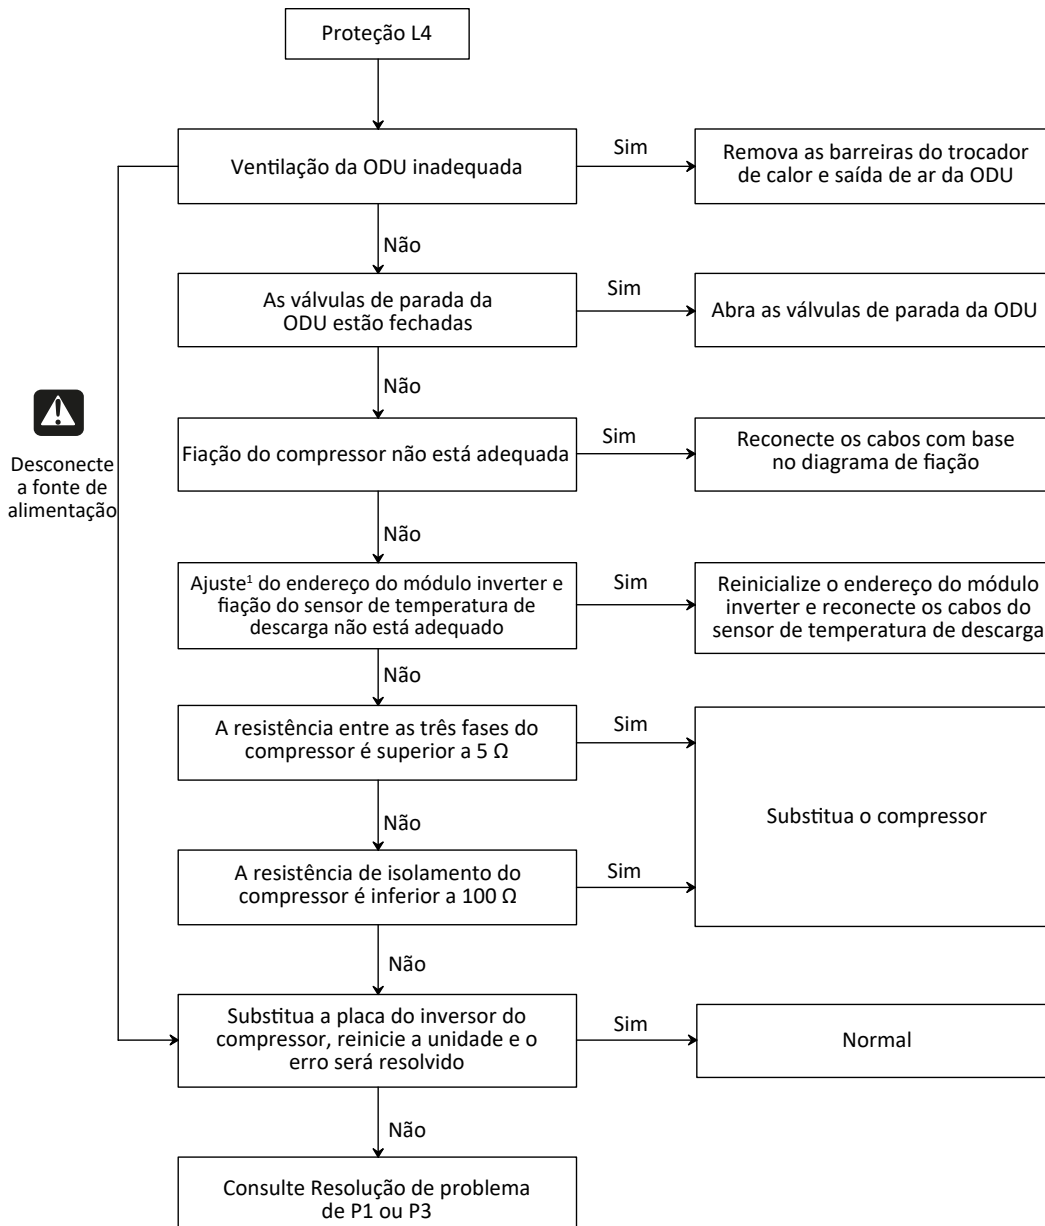 Proteção L4
Ventilação da ODU inadequada
Sim
Remova as barreiras do trocador
de calor e saída de ar da ODU
Não
As válvulas de parada da
ODU estão fechadas
Sim
Abra as válvulas de parada da ODU
Não
Desconecte
a fonte de
alimentação
Fiação do compressor não está adequada
Sim
Reconecte os cabos com base
no diagrama de fiação
Não
Ajuste¹ do endereço do módulo inverter e
fiação do sensor de temperatura de
descarga não está adequado
Sim
Reinicialize o endereço do módulo
inverter e reconecte os cabos do
sensor de temperatura de descarga
Não
A resistência entre as três fases do
compressor é superior a 5 Ω
Sim
Substitua o compressor
Não
A resistência de isolamento do
compressor é inferior a 100 Ω
Sim
Não
Substitua a placa do inversor do
compressor, reinicie a unidade e o
erro será resolvido
Sim
Normal
Não
Consulte Resolução de problema
de P1 ou P3